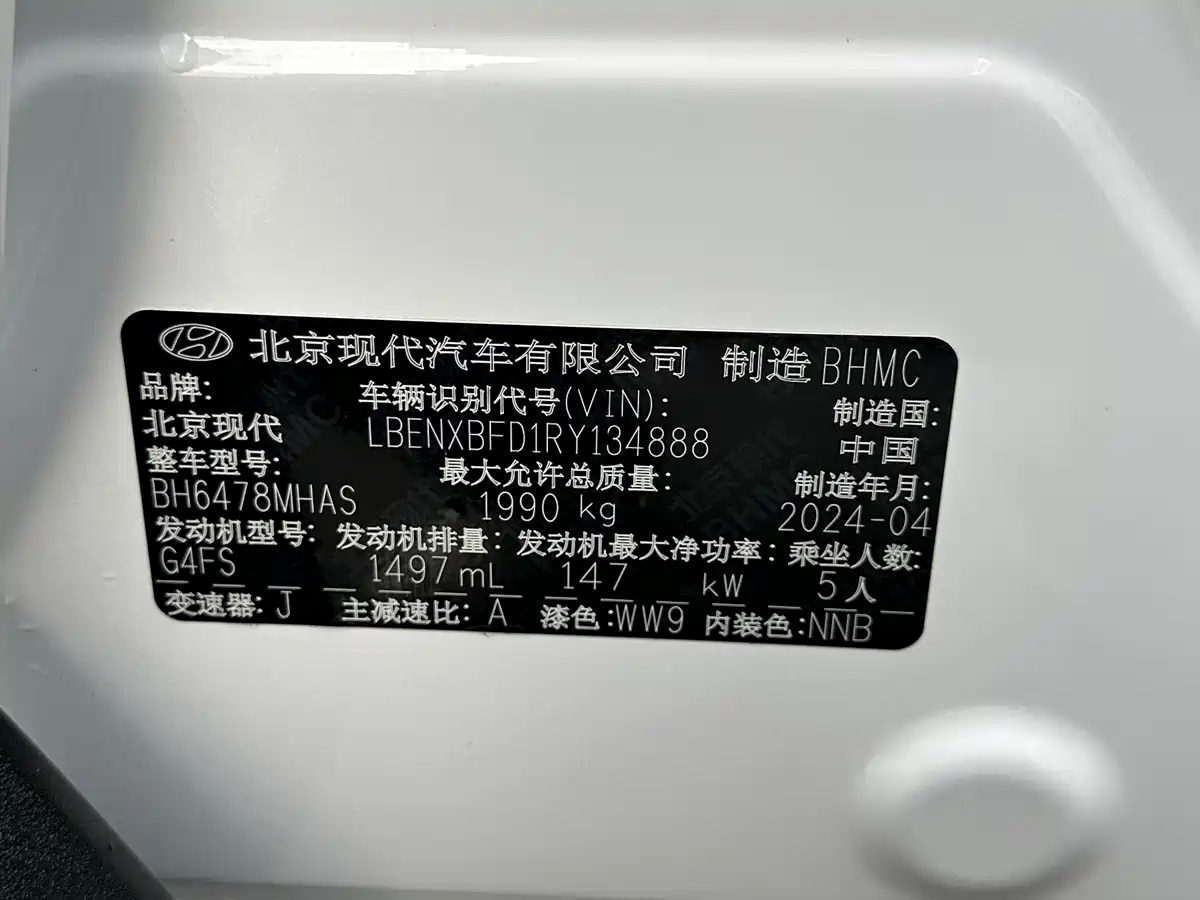 北京现代汽车有限公司 制造 BHMC
品牌: 车辆识别代号(VIN): 制造国:
北京现代 LBENXBFD1RY134888 中国
整车型号: 最大允许总质量: 制造年月:
BH6478MHAS 1990 kg 2024-04
发动机型号: 发动机排量: 发动机最大净功率: 乘坐人数:
G4FS 1497 mL 147 kW 5人
变速器: J 主减速比: A 漆色:WW9 内装色:NNB